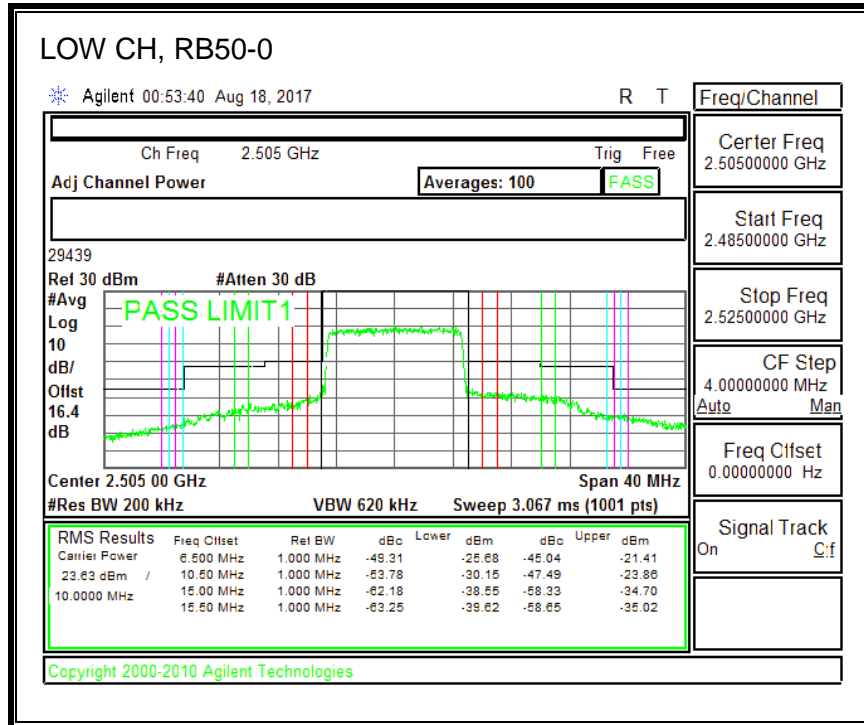 LOW CH, RB50-0
Agilent 00:53:40 Aug 18, 2017 R T
Ch Freq 2.505 GHz Trig Free
Adj Channel Power Averages: 100 PASS
29439
Ref 30 dBm #Atten 30 dB
#Avg
Log
10
dB/
Offst
16.4
dB
PASS LIMIT1
Center 2.505 00 GHz Span 40 MHz
#Res BW 200 kHz VBW 620 kHz Sweep 3.067 ms (1001 pts)
RMS Results Freq Offset Ref BW dBc Lower dBm dBc Upper dBm
Carrier Power 6.500 MHz 1.000 MHz -49.31 -25.68 -45.04 -21.41
23.63 dBm / 10.50 MHz 1.000 MHz -53.78 -30.15 -47.49 -23.86
10.0000 MHz 15.00 MHz 1.000 MHz -62.18 -38.55 -58.33 -34.70
15.50 MHz 1.000 MHz -63.25 -39.62 -58.65 -35.02
Copyright 2000-2010 Agilent Technologies
Freq/Channel
Center Freq
2.50500000 GHz
Start Freq
2.48500000 GHz
Stop Freq
2.52500000 GHz
CF Step
4.00000000 MHz
Auto Man
Freq Offset
0.00000000 Hz
Signal Track
On Off